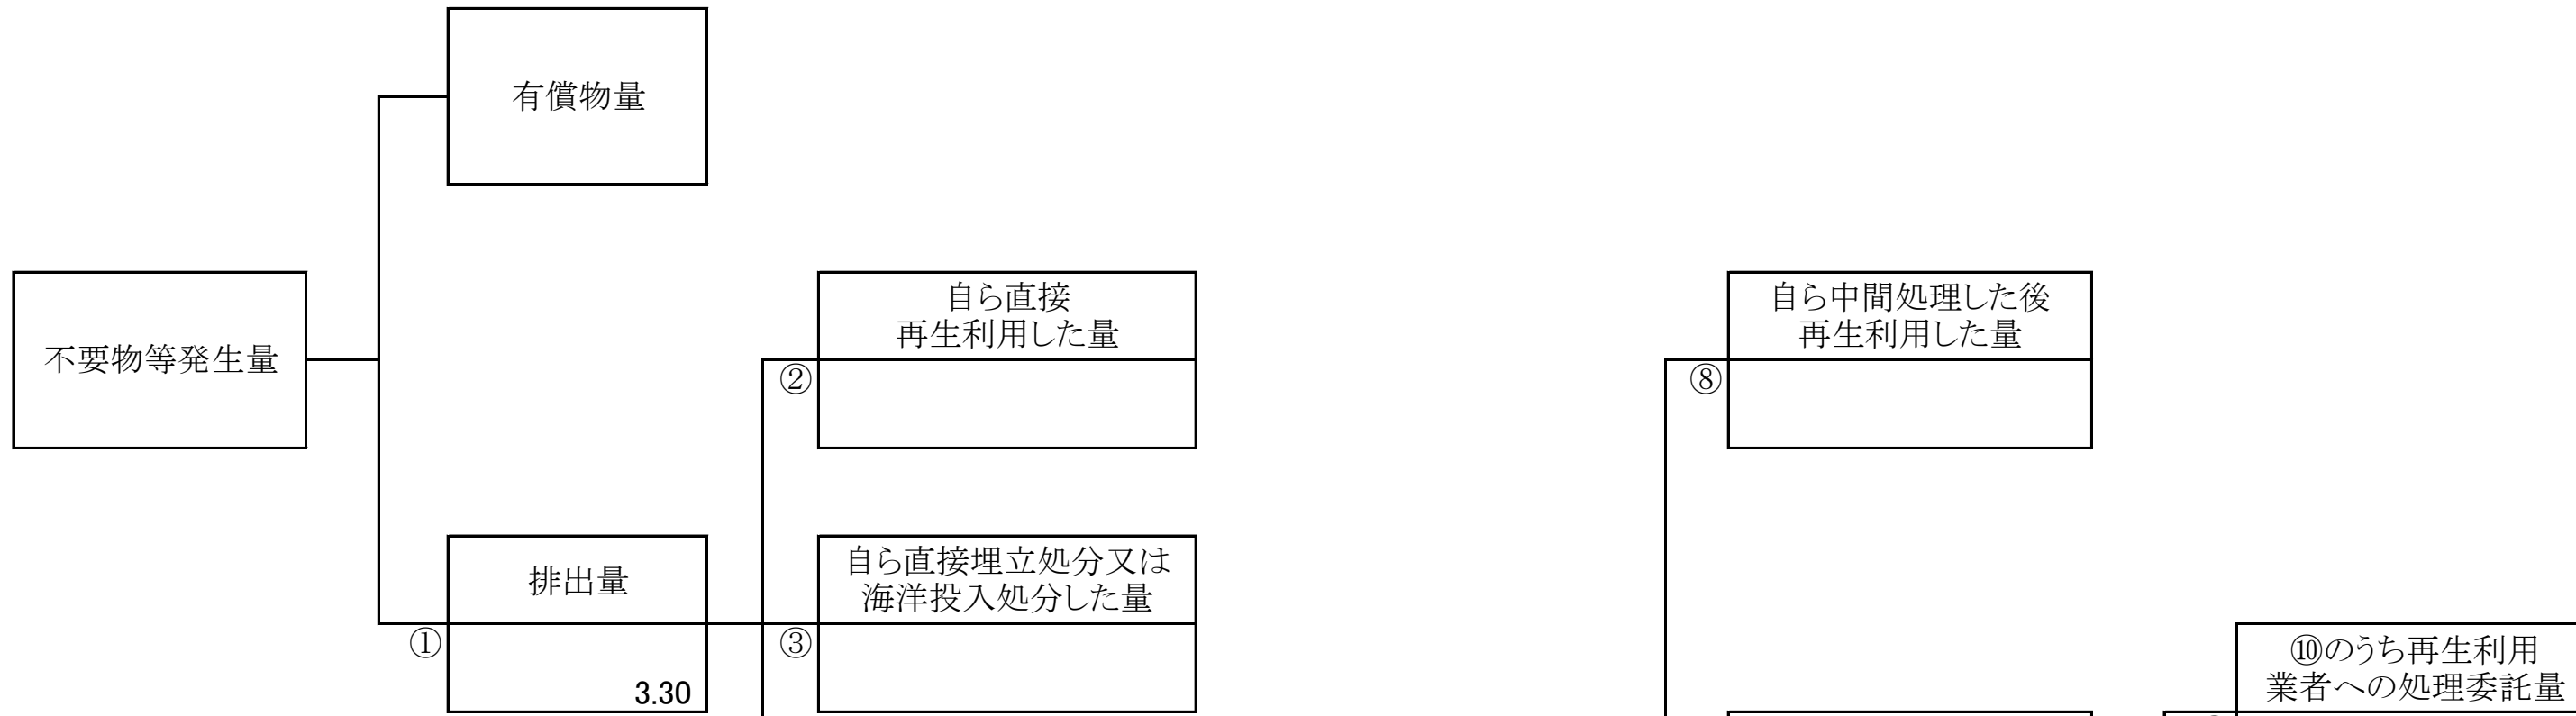 有償物量
不要物等発生量
自ら直接
再生利用した量
②
自ら中間処理した後
再生利用した量
⑧
排出量
①
3.30
自ら直接埋立処分又は
海洋投入処分した量
③
⑩のうち再生利用
業者への処理委託量